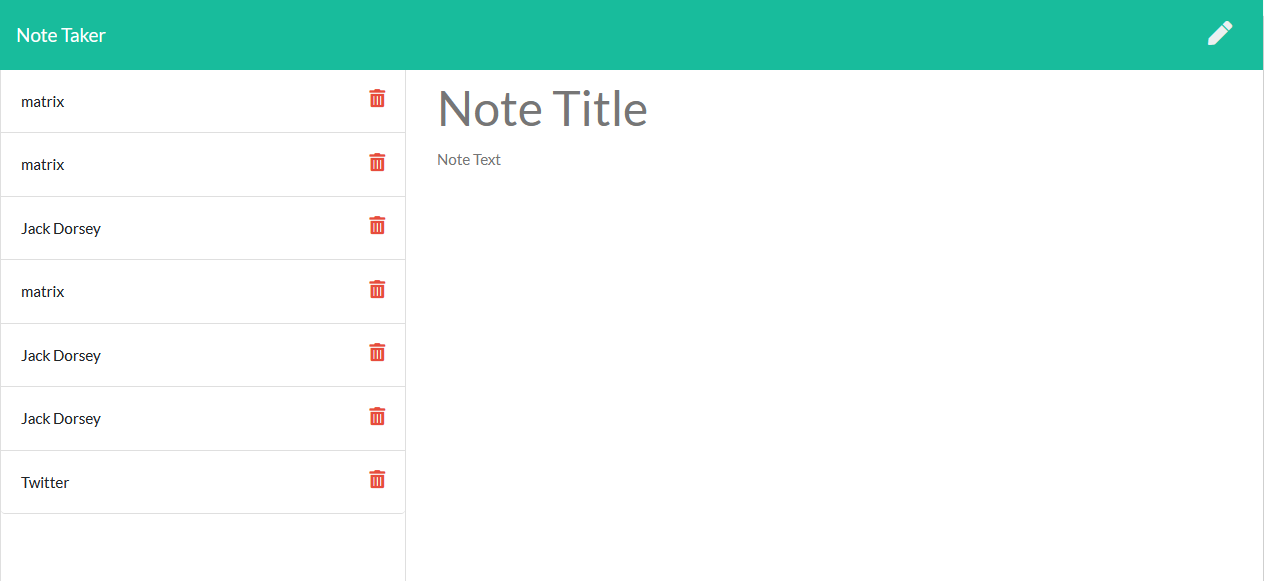 Note Taker
matrix
matrix
Jack Dorsey
matrix
Jack Dorsey
Jack Dorsey
Twitter
Note Title
Note Text